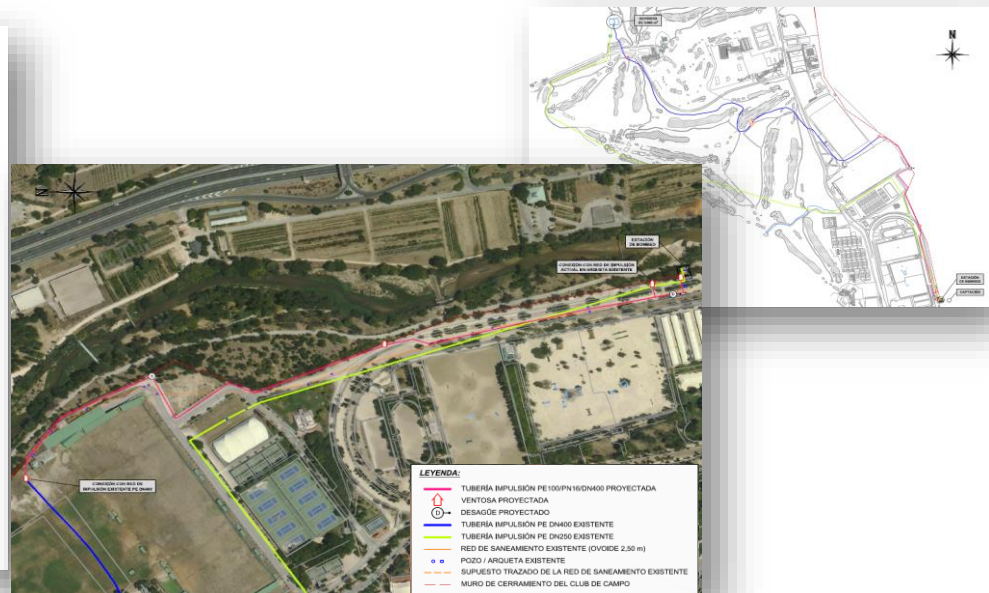 N
ESTACIÓN
DE BOMBEO
CAPTACIÓN
N
ESTACIÓN
DE BOMBEO
CONEXIÓN CON RED DE IMPULSIÓN
ACTUAL EN ARQUETA EXISTENTE
D
D
CONEXIÓN CON RED DE
IMPULSIÓN EXISTENTE PE DN400
LEYENDA:
TUBERÍA IMPULSIÓN PE100/PN16/DN400 PROYECTADA
VENTOSA PROYECTADA
D DESAGÜE PROYECTADO
TUBERÍA IMPULSIÓN PE DN400 EXISTENTE
TUBERÍA IMPULSIÓN PE DN250 EXISTENTE
RED DE SANEAMIENTO EXISTENTE (OVOIDE 2,50 m)
POZO / ARQUETA EXISTENTE
SUPUESTO TRAZADO DE LA RED DE SANEAMIENTO EXISTENTE
MURO DE CERRAMIENTO DEL CLUB DE CAMPO